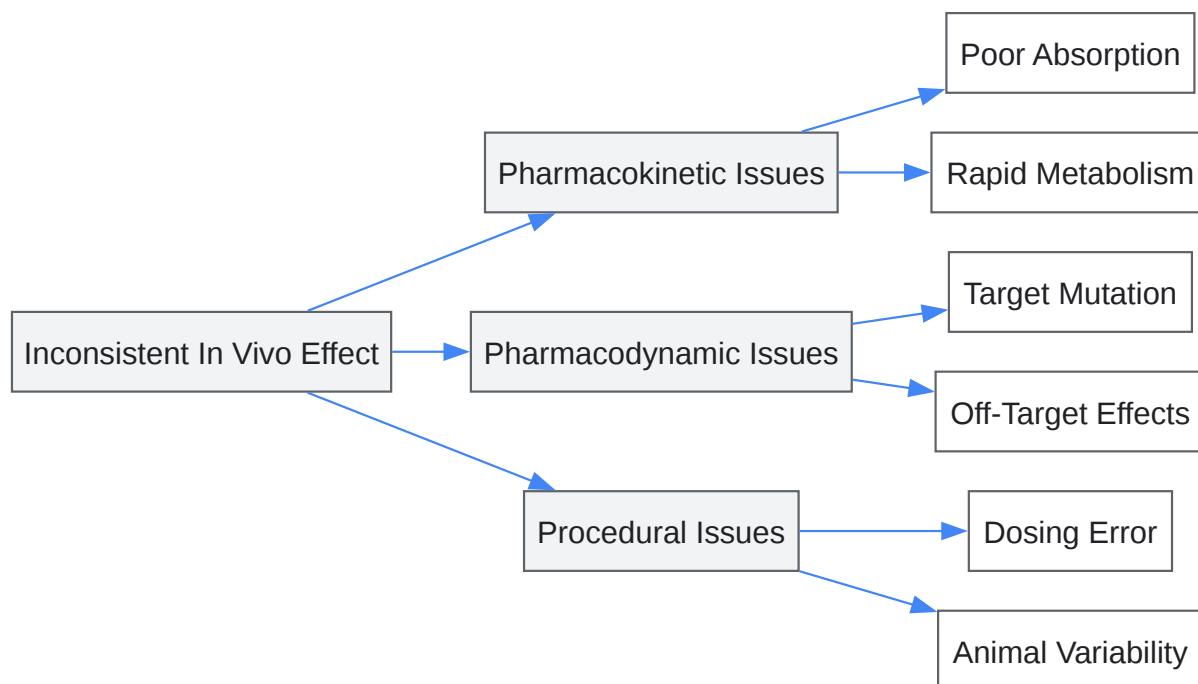 Poor Absorption
Pharmacokinetic Issues
Rapid Metabolism
Target Mutation
Inconsistent In Vivo Effect
Pharmacodynamic Issues
Off-Target Effects
Procedural Issues
Dosing Error
Animal Variability